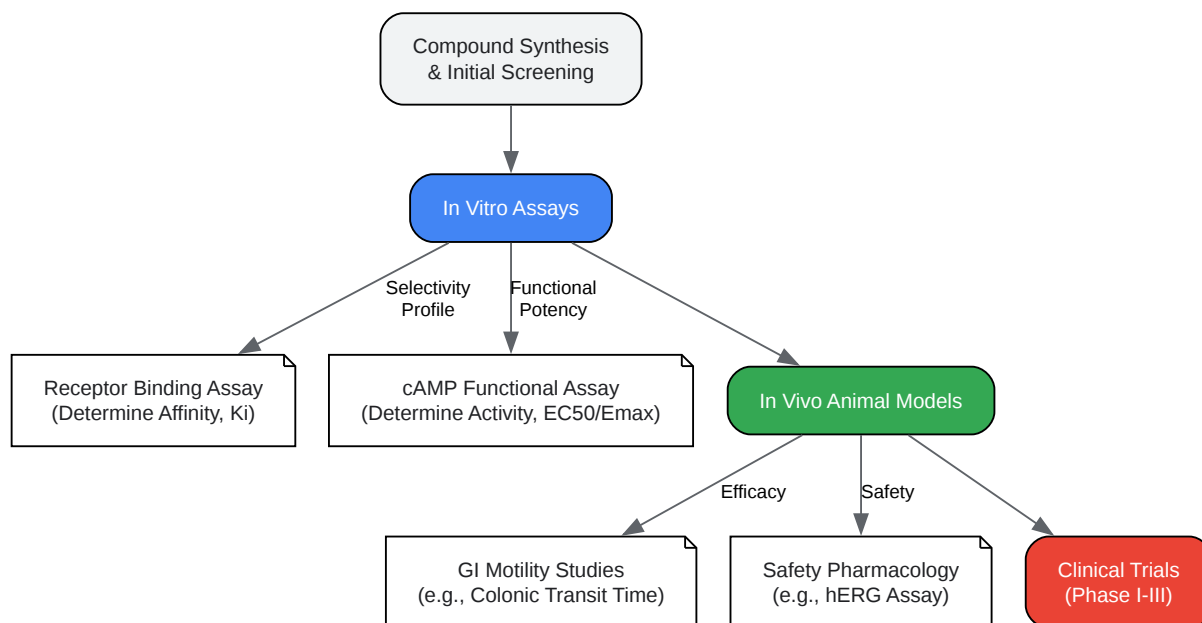 Compound Synthesis
& Initial Screening
In Vitro Assays
Selectivity
Profile
Functional
Potency
Receptor Binding Assay
(Determine Affinity, Ki)
cAMP Functional Assay
(Determine Activity, EC50/Emax)
In Vivo Animal Models
Efficacy
Safety
GI Motility Studies
(e.g., Colonic Transit Time)
Safety Pharmacology
(e.g., hERG Assay)
Clinical Trials
(Phase I-III)